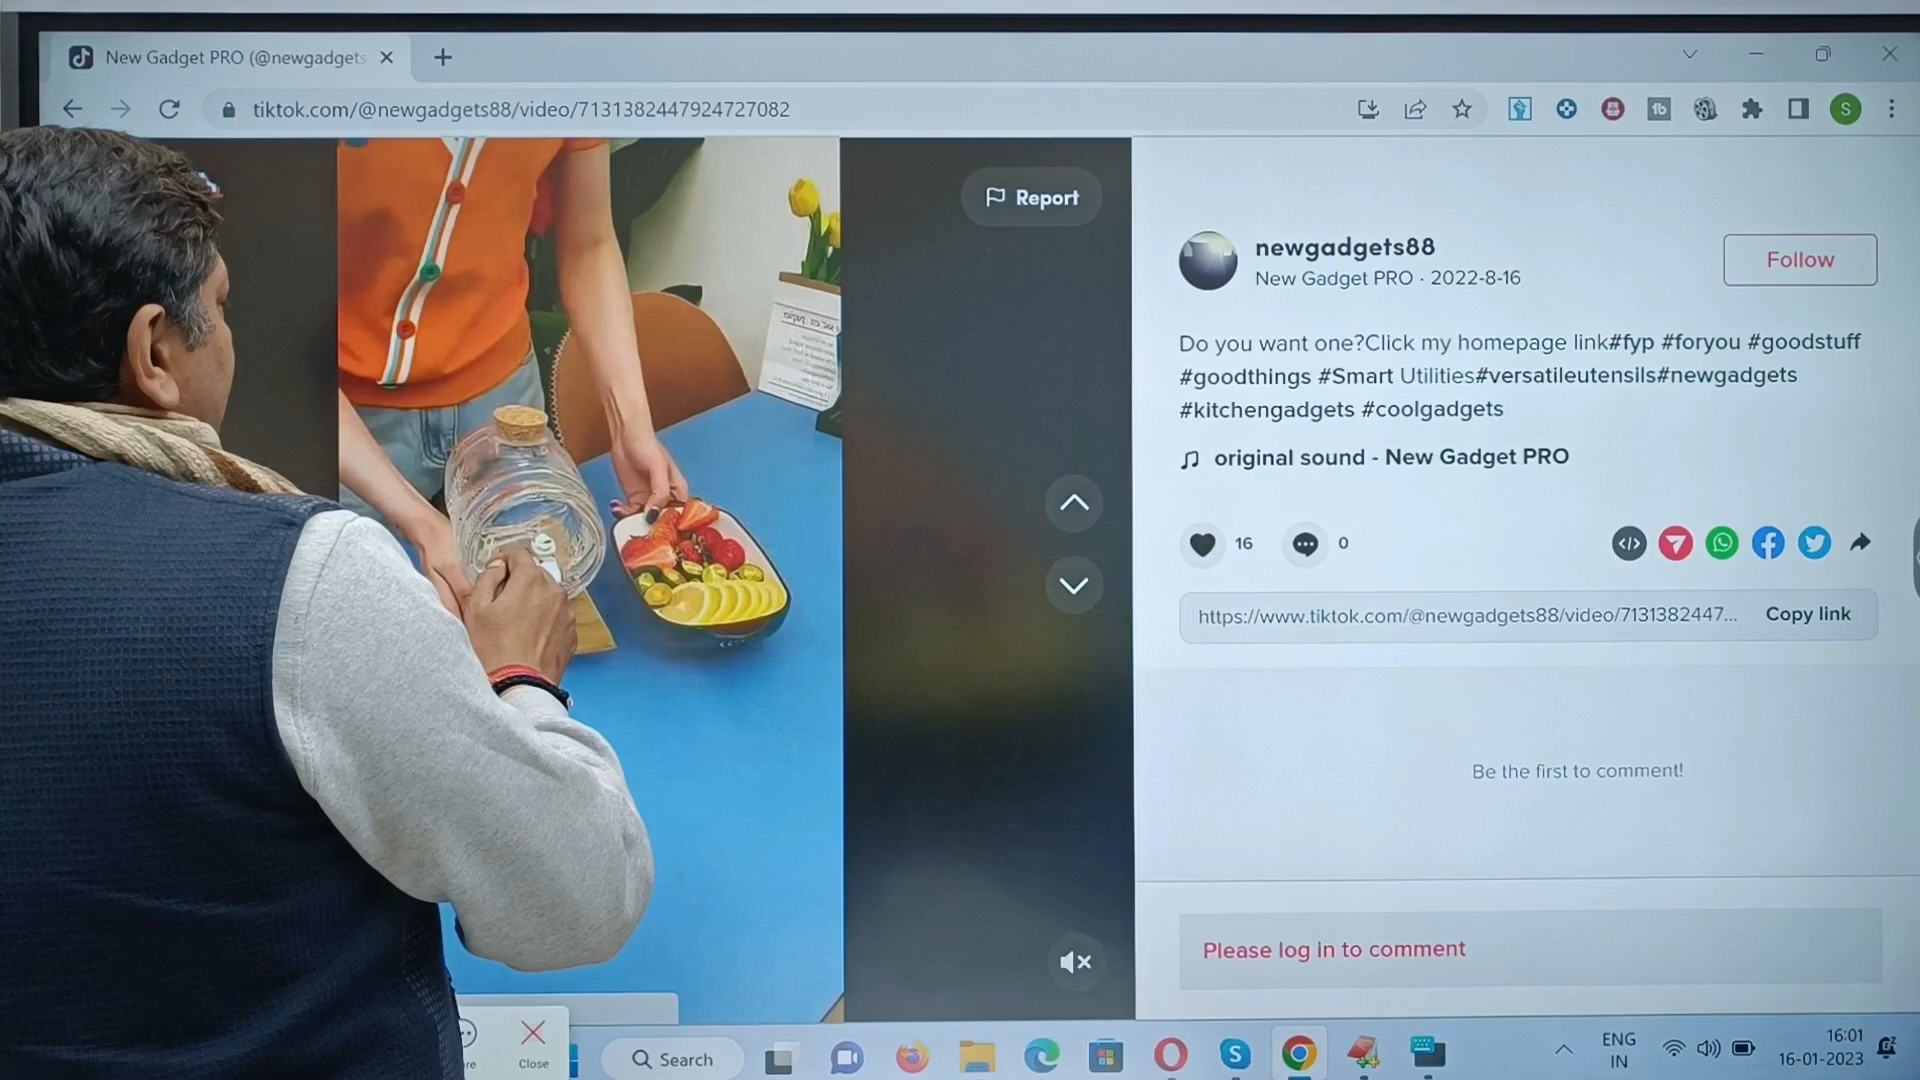 New Gadget PRO (@newgadgets
tiktok.com/@newgadgets88/video/7131382447924727082
S
Report
newgadgets88
New Gadget PRO · 2022-8-16
Follow
Do you want one?Click my homepage link#fyp #foryou #goodstuff
#goodthings #Smart Utilities#versatileutensils#newgadgets
#kitchengadgets #coolgadgets
original sound - New Gadget PRO
16
0
https://www.tiktok.com/@newgadgets88/video/7131382447...
Copy link
Be the first to comment!
Please log in to comment
Close
Search
ENG
IN
16:01
16-01-2023